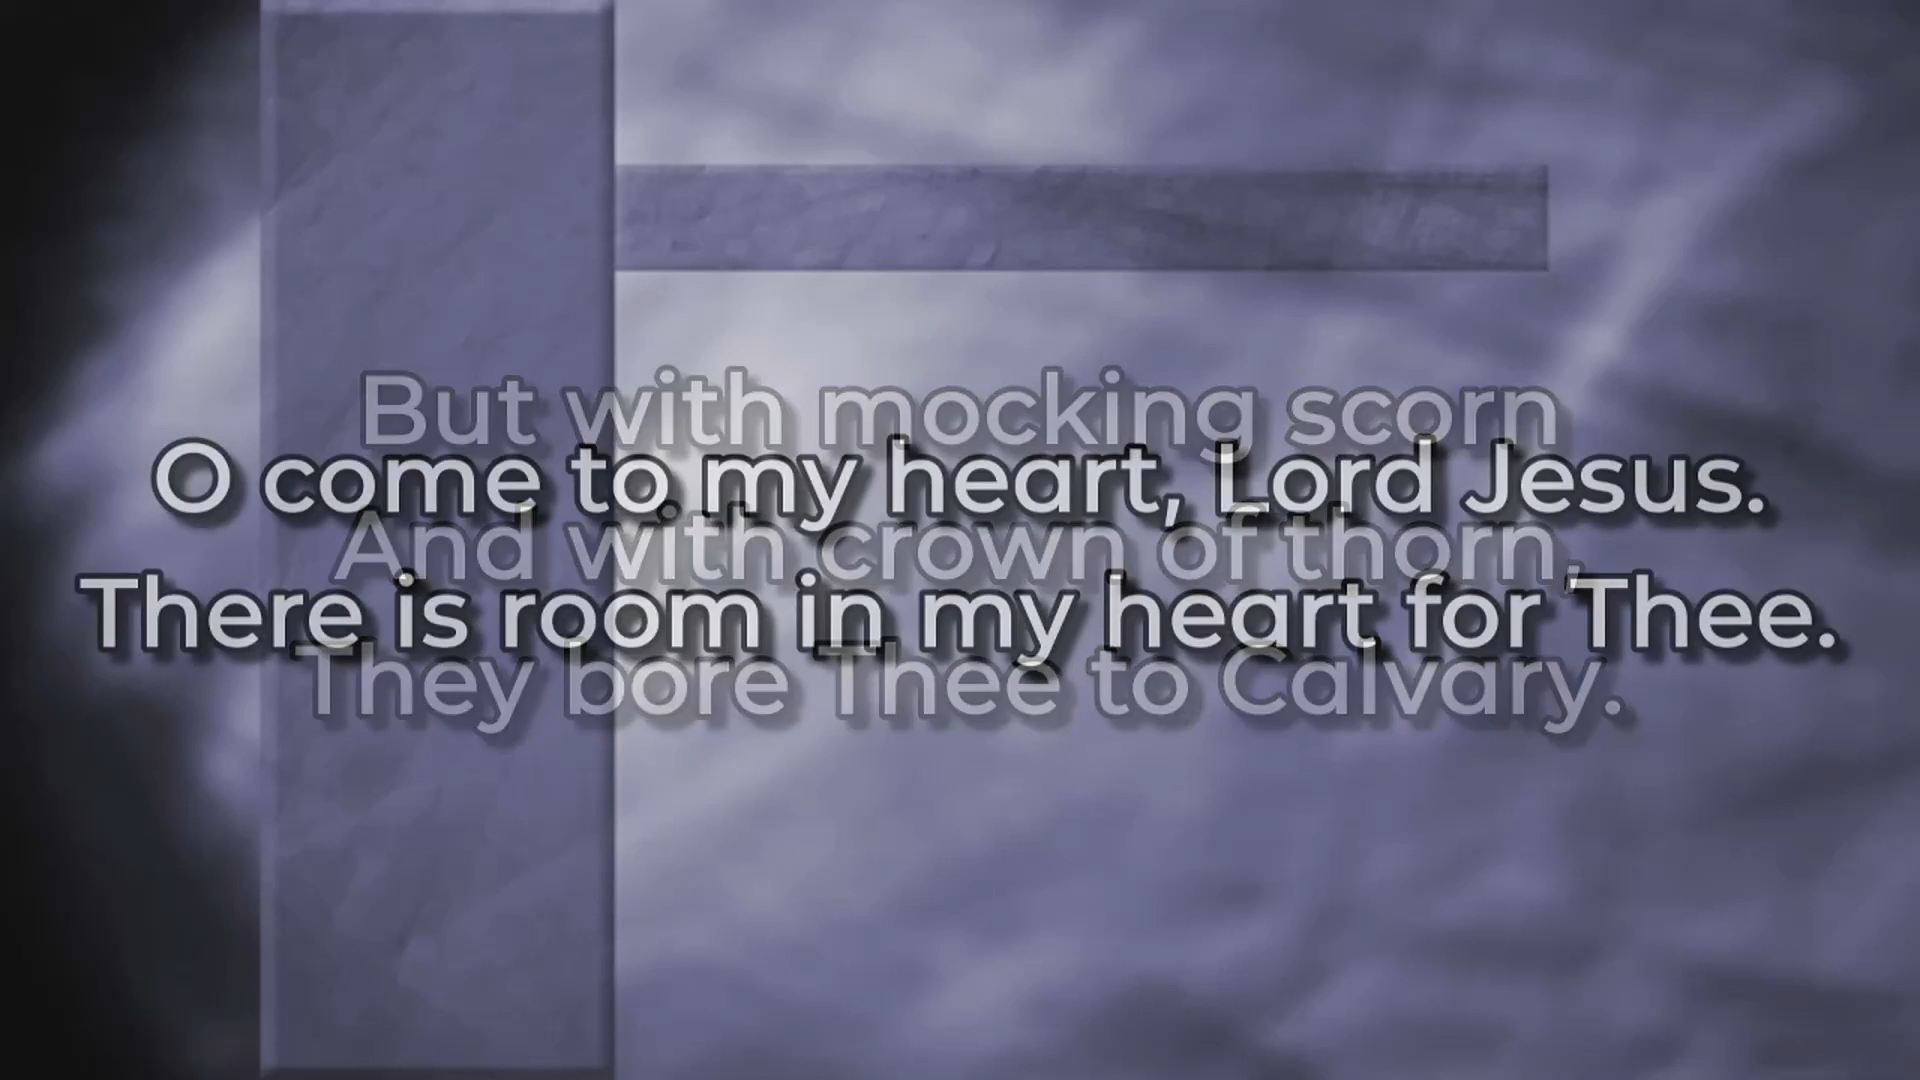 But with mocking scorn
O come to my heart, Lord Jesus.
And with crown of thorn,
There is room in my heart for Thee.
They bore Thee to Calvary.